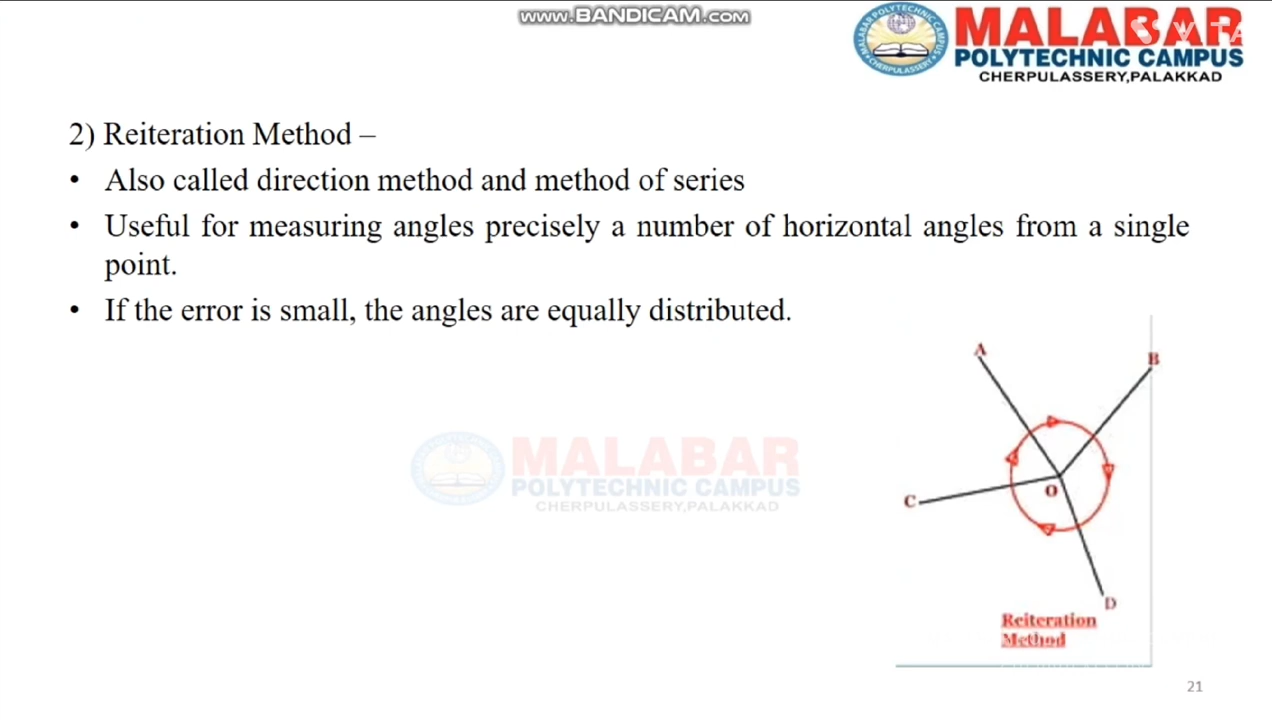 www.BANDICAM.com
MALABAR
POLYTECHNIC CAMPUS
CHERPULASSERY,PALAKKAD
2) Reiteration Method –
• Also called direction method and method of series
• Useful for measuring angles precisely a number of horizontal angles from a single
point.
• If the error is small, the angles are equally distributed.
A
B
C
O
D
MALABAR
POLYTECHNIC CAMPUS
CHERPULASSERY,PALAKKAD
Reiteration
Method
21